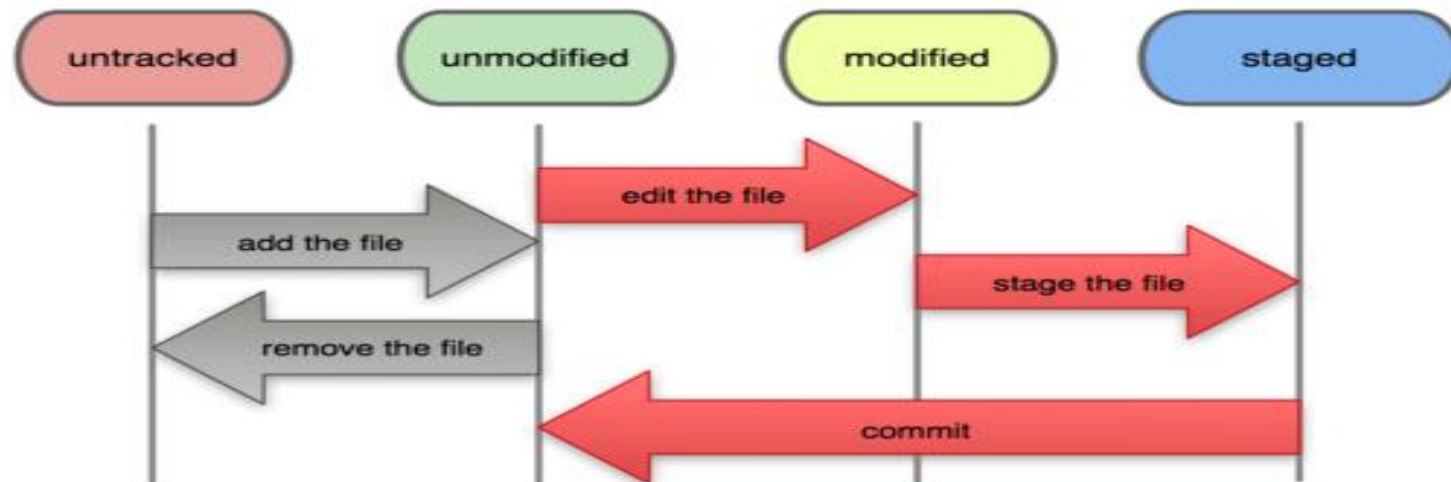 untracked
unmodified
modified
staged
edit the file
add the file
stage the file
remove the file
commit